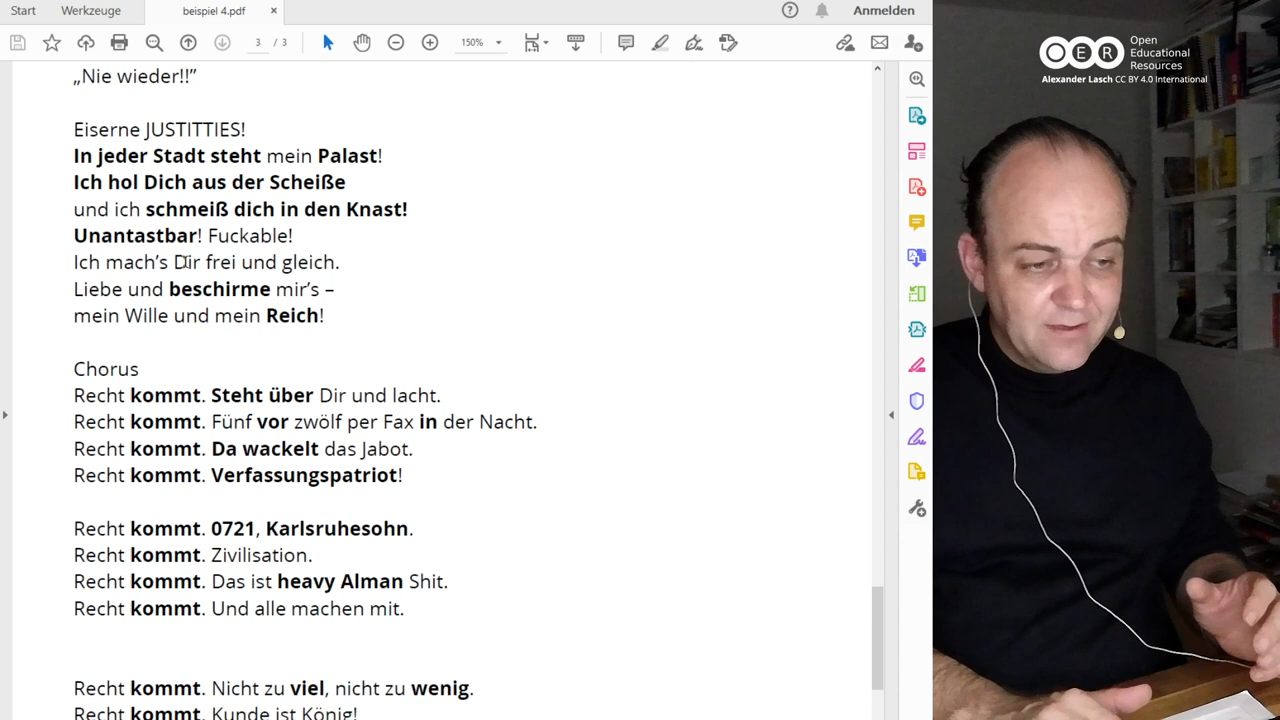 Start Werkzeuge beispiel 4.pdf × Anmelden
3 / 3 150%
„Nie wieder!!”
Eiserne JUSTITTIES!
In jeder Stadt steht mein Palast!
Ich hol Dich aus der Scheiße
und ich schmeiß dich in den Knast!
Unantastbar! Fuckable!
Ich mach’s Dir frei und gleich.
Liebe und beschirme mir’s –
mein Wille und mein Reich!
Chorus
Recht kommt. Steht über Dir und lacht.
Recht kommt. Fünf vor zwölf per Fax in der Nacht.
Recht kommt. Da wackelt das Jabot.
Recht kommt. Verfassungspatriot!
Recht kommt. 0721, Karlsruhesohn.
Recht kommt. Zivilisation.
Recht kommt. Das ist heavy Alman Shit.
Recht kommt. Und alle machen mit.
Recht kommt. Nicht zu viel, nicht zu wenig.
Recht kommt. Kunde ist König!
OER
Open
Educational
Resources
Alexander Lasch CC BY 4.0 International